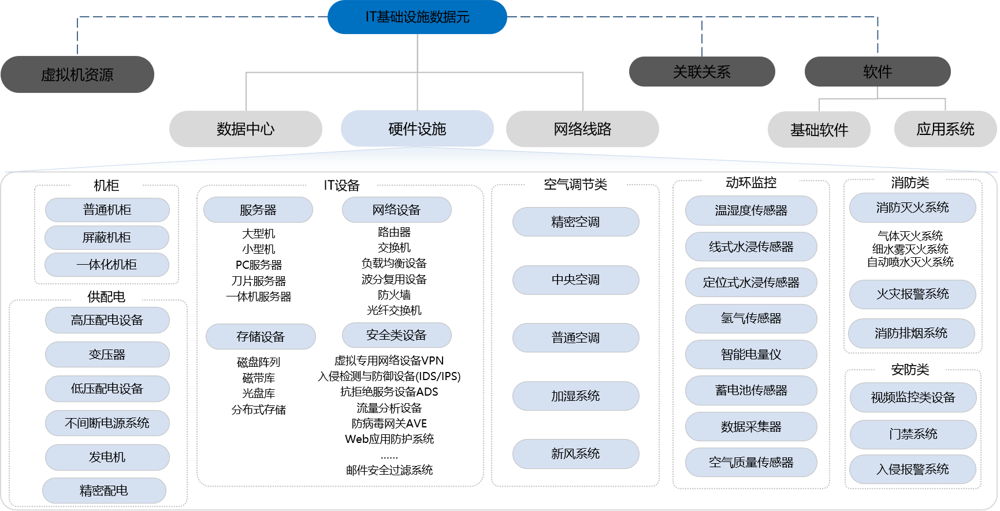 IT基础设施数据元
虚拟机资源
关联关系
软件
数据中心
硬件设施
网络线路
基础软件
应用系统
机柜
普通机柜
屏蔽机柜
一体化机柜
供配电
高压配电设备
变压器
低压配电设备
不间断电源系统
发电机
精密配电
IT设备
服务器
大型机
小型机
PC服务器
刀片服务器
一体机服务器
存储设备
磁盘阵列
磁带库
光盘库
分布式存储
网络设备
路由器
交换机
负载均衡设备
波分复用设备
防火墙
光纤交换机
安全类设备
虚拟专用网络设备VPN
入侵检测与防御设备(IDS/IPS)
抗拒绝服务设备ADS
流量分析设备
防病毒网关AVE
Web应用防护系统
......
邮件安全过滤系统
空气调节类
精密空调
中央空调
普通空调
加湿系统
新风系统
动环监控
温湿度传感器
线式水浸传感器
定位式水浸传感器
氢气传感器
智能电量仪
蓄电池传感器
数据采集器
空气质量传感器
消防类
消防灭火系统
气体灭火系统
细水雾灭火系统
自动喷水灭火系统
火灾报警系统
消防排烟系统
安防类
视频监控类设备
门禁系统
入侵报警系统